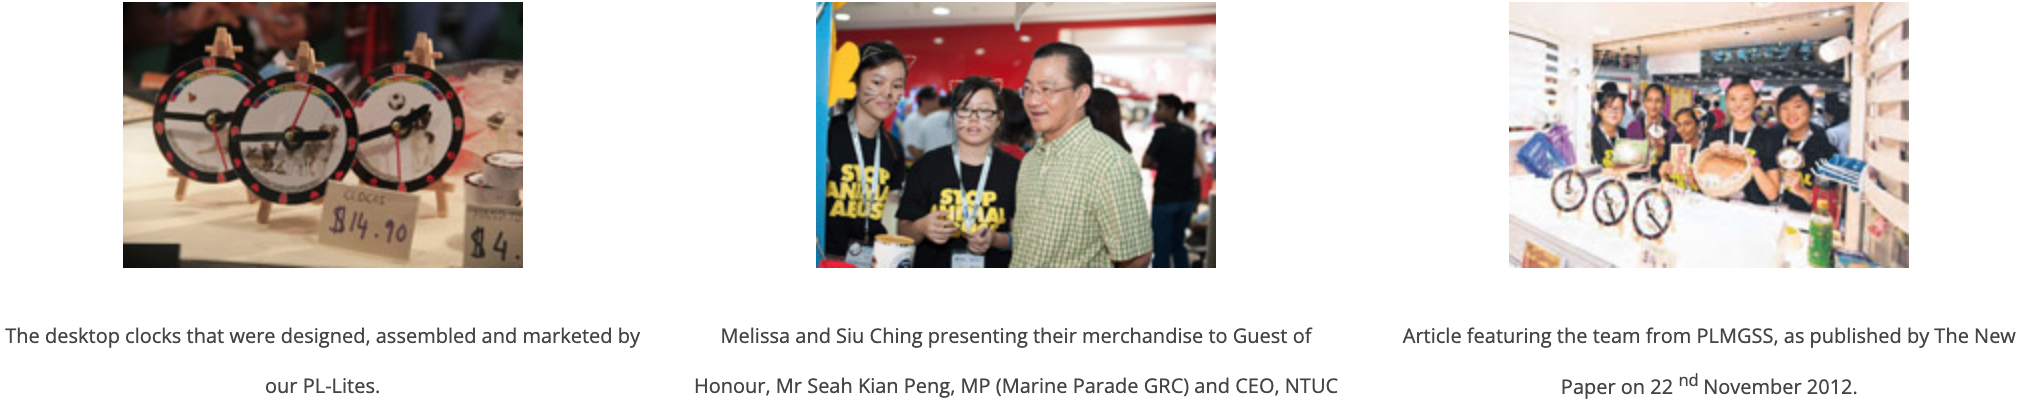 CLOCKS
$14.90
$4.
STOP
ANIMAL
ABUS
STOP
ANIMAL
The desktop clocks that were designed, assembled and marketed by
our PL-Lites.
Melissa and Siu Ching presenting their merchandise to Guest of
Honour, Mr Seah Kian Peng, MP (Marine Parade GRC) and CEO, NTUC
Article featuring the team from PLMGSS, as published by The New
Paper on 22 nd November 2012.